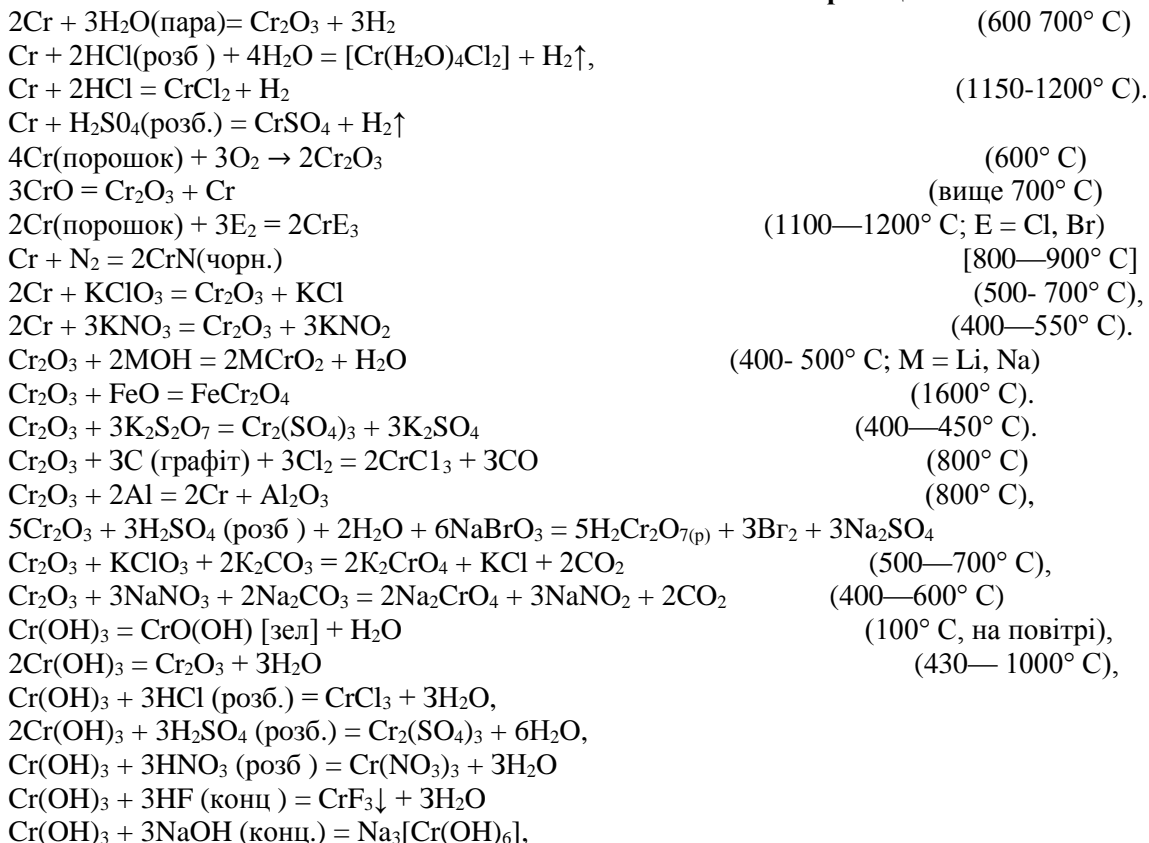 2Cr + 3H₂O(пара)= Cr₂O₃ + 3H₂ (600 700° C)
Cr + 2HCl(розб ) + 4H₂O = [Cr(H₂O)₄Cl₂] + H₂↑,
Cr + 2HCl = CrCl₂ + H₂ (1150-1200° C).
Cr + H₂S0₄(розб.) = CrSO₄ + H₂↑
4Cr(порошок) + 3O₂ → 2Cr₂O₃ (600° C)
3CrO = Cr₂O₃ + Cr (вище 700° C)
2Cr(порошок) + 3E₂ = 2CrE₃ (1100—1200° C; E = Cl, Br)
Cr + N₂ = 2CrN(чорн.) [800—900° C]
2Cr + KClO₃ = Cr₂O₃ + KCl (500- 700° C),
2Cr + 3KNO₃ = Cr₂O₃ + 3KNO₂ (400—550° C).
Cr₂O₃ + 2MOH = 2MCrO₂ + H₂O (400- 500° C; M = Li, Na)
Cr₂O₃ + FeO = FeCr₂O₄ (1600° C).
Cr₂O₃ + 3K₂S₂O₇ = Cr₂(SO₄)₃ + 3K₂SO₄ (400—450° C).
Cr₂O₃ + 3C (графіт) + 3Cl₂ = 2CrC1₃ + 3CO (800° C)
Cr₂O₃ + 2Al = 2Cr + Al₂O₃ (800° C),
5Cr₂O₃ + 3H₂SO₄ (розб ) + 2H₂O + 6NaBrO₃ = 5H₂Cr₂O₇₍ₚ₎ + 3Вr₂ + 3Na₂SO₄
Cr₂O₃ + KClO₃ + 2К₂CO₃ = 2К₂CrO₄ + KCl + 2CO₂ (500—700° C),
Cr₂O₃ + 3NaNO₃ + 2Na₂CO₃ = 2Na₂CrO₄ + 3NaNO₂ + 2CO₂ (400—600° C)
Cr(OH)₃ = CrO(OH) [зел] + H₂O (100° C, на повітрі),
2Cr(OH)₃ = Cr₂O₃ + 3H₂O (430— 1000° C),
Cr(OH)₃ + 3HCl (розб.) = CrCl₃ + 3H₂O,
2Cr(OH)₃ + 3H₂SO₄ (розб.) = Cr₂(SO₄)₃ + 6H₂O,
Cr(OH)₃ + 3HNO₃ (розб ) = Cr(NO₃)₃ + 3H₂O
Cr(OH)₃ + 3HF (конц ) = CrF₃↓ + 3H₂O
Cr(OH)₃ + 3NaOH (конц.) = Na₃[Cr(OH)₆],